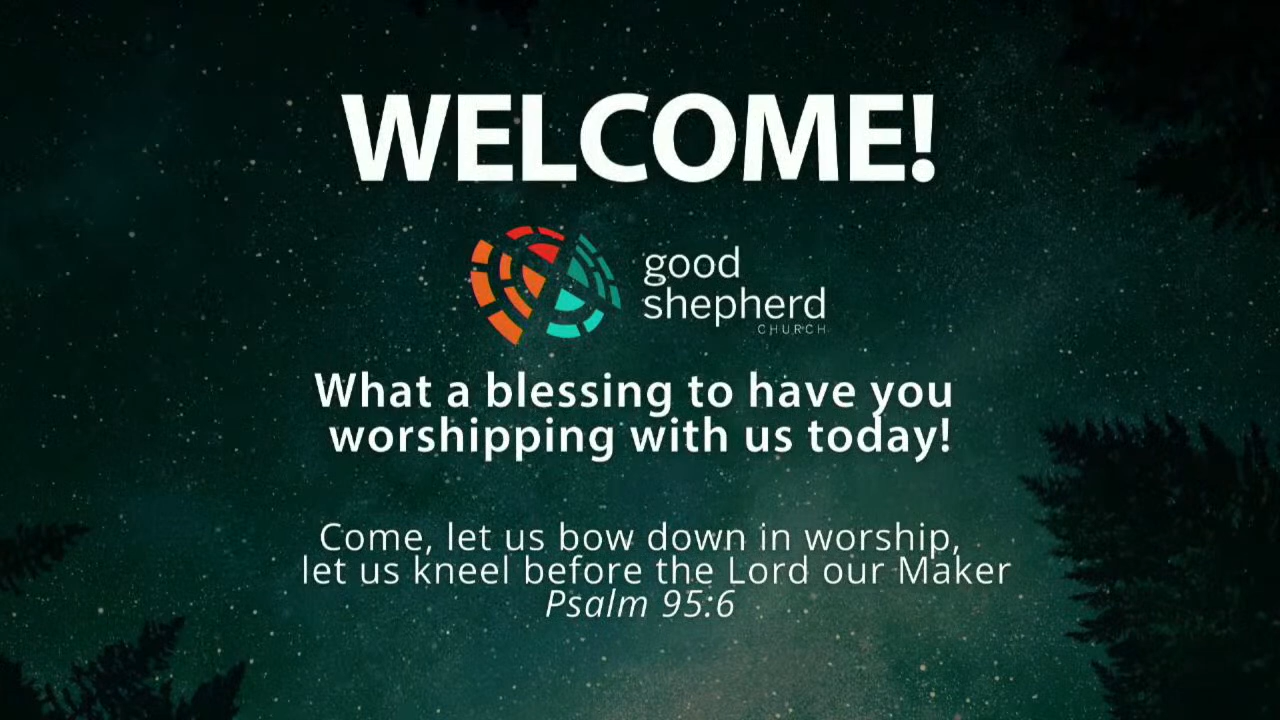 WELCOME!
good
shepherd
CHURCH
What a blessing to have you
worshipping with us today!
Come, let us bow down in worship,
let us kneel before the Lord our Maker
Psalm 95:6